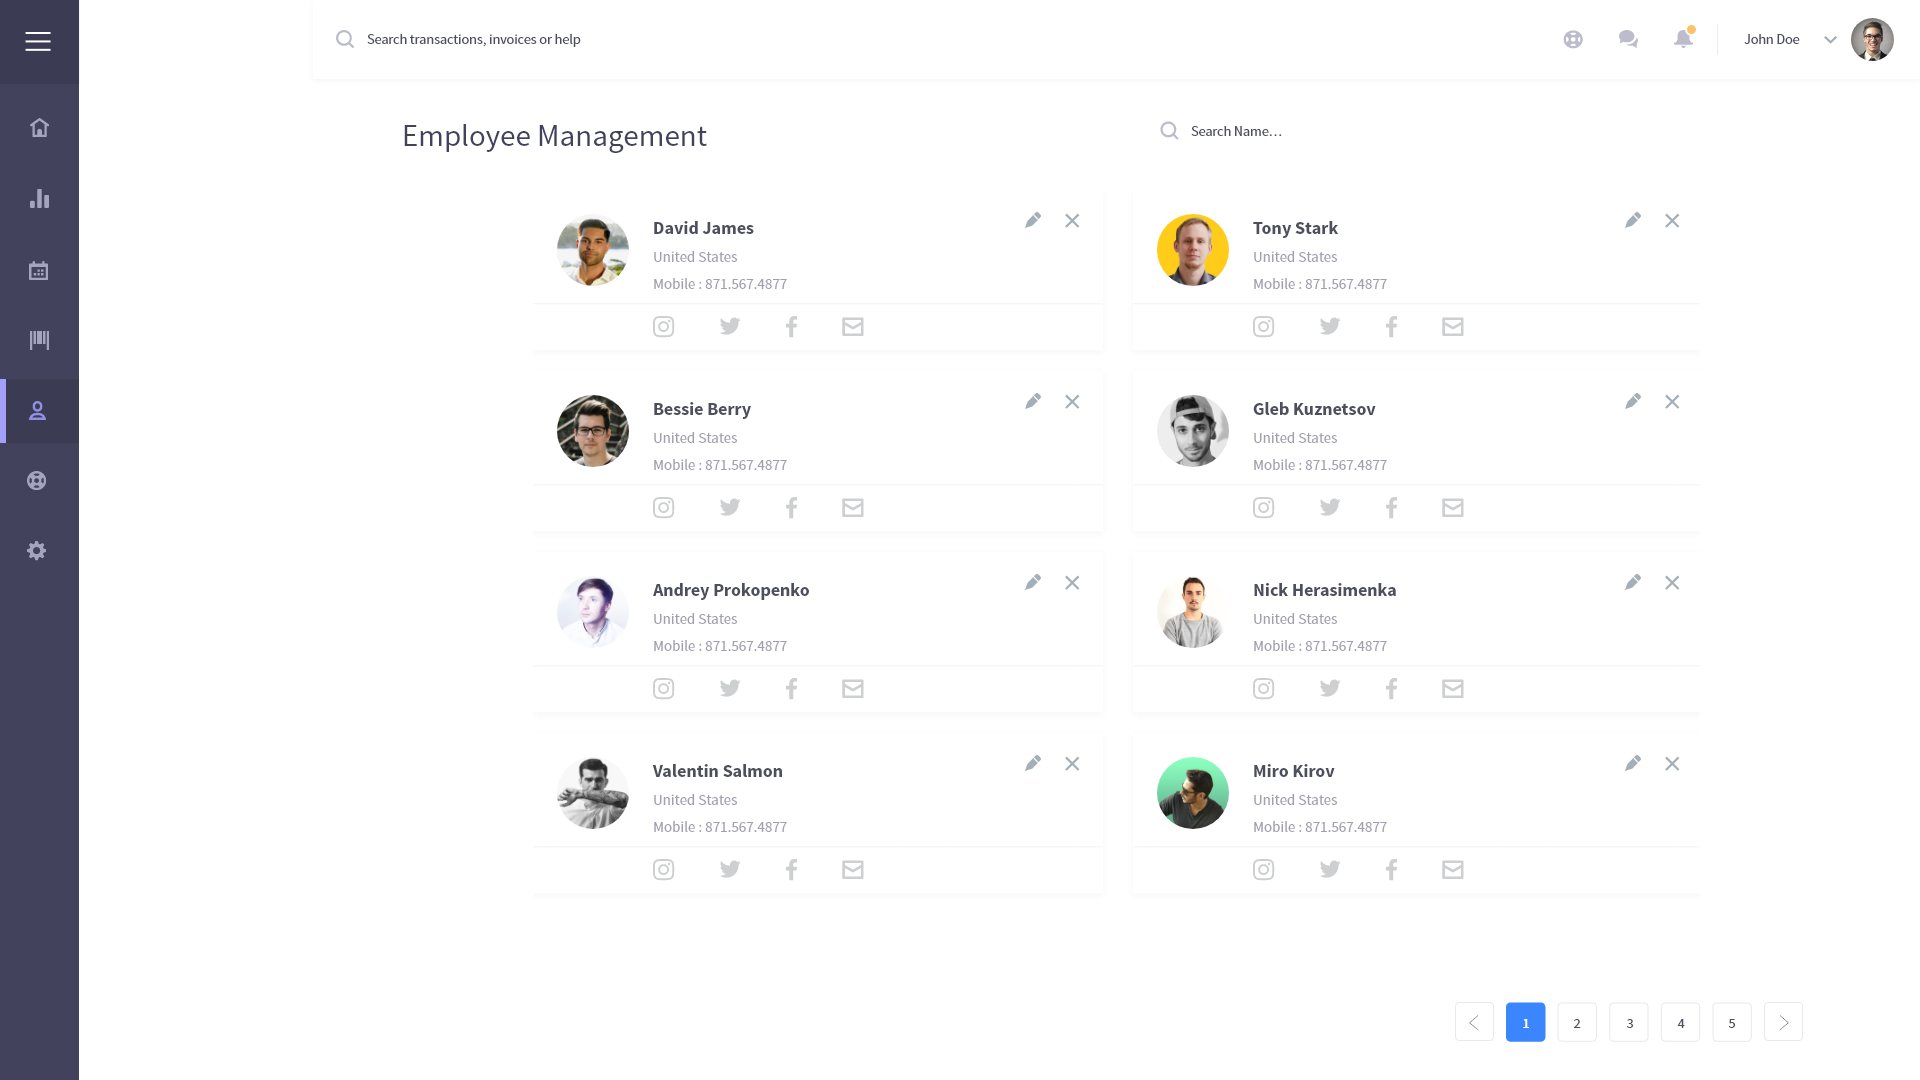 Search transactions, invoices or help
John Doe
Employee Management
Search Name...
David James
United States
Mobile : 871.567.4877
Tony Stark
United States
Mobile : 871.567.4877
Bessie Berry
United States
Mobile : 871.567.4877
Gleb Kuznetsov
United States
Mobile : 871.567.4877
Andrey Prokopenko
United States
Mobile : 871.567.4877
Nick Herasimenka
United States
Mobile : 871.567.4877
Valentin Salmon
United States
Mobile : 871.567.4877
Miro Kirov
United States
Mobile : 871.567.4877
1 2 3 4 5